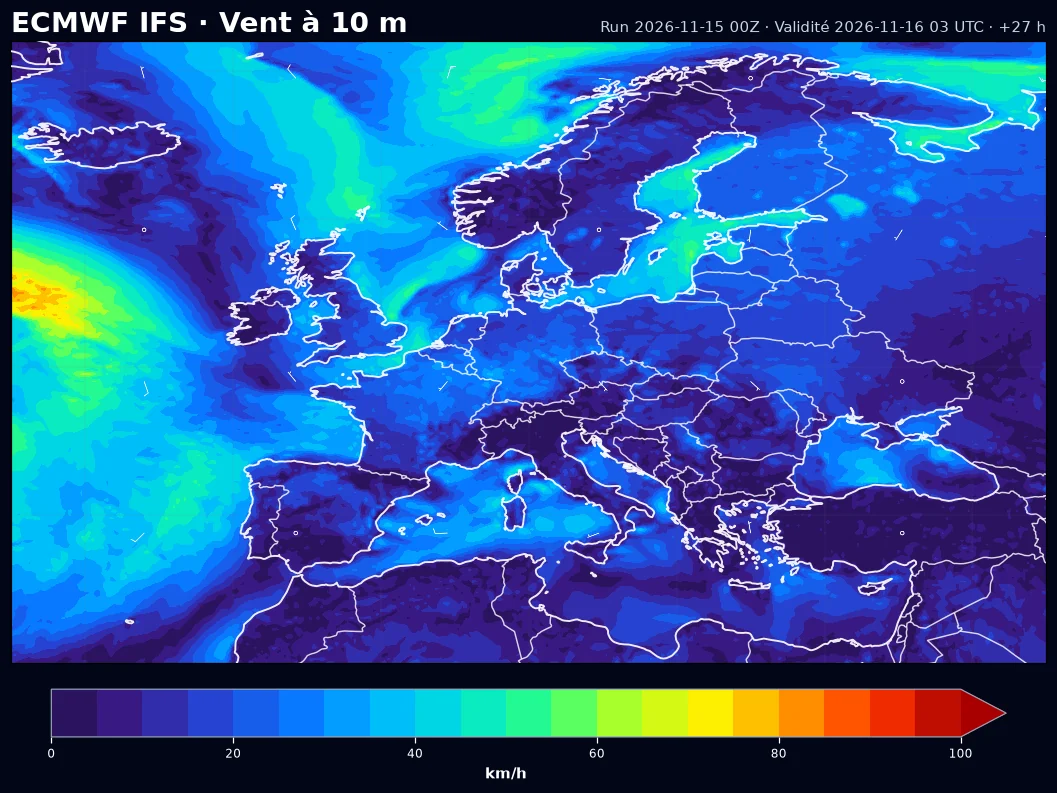 ECMWF IFS · Vent à 10 m
Run 2026-11-15 00Z · Validité 2026-11-16 03 UTC · +27 h
0 20 40 60 80 100
km/h